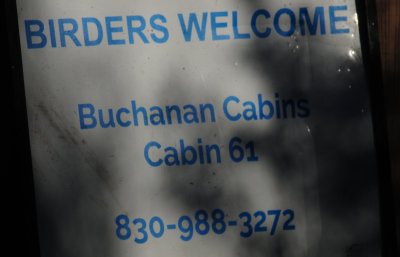 BIRDERS WELCOME
Buchanan Cabins
Cabin 61
830-988-3272